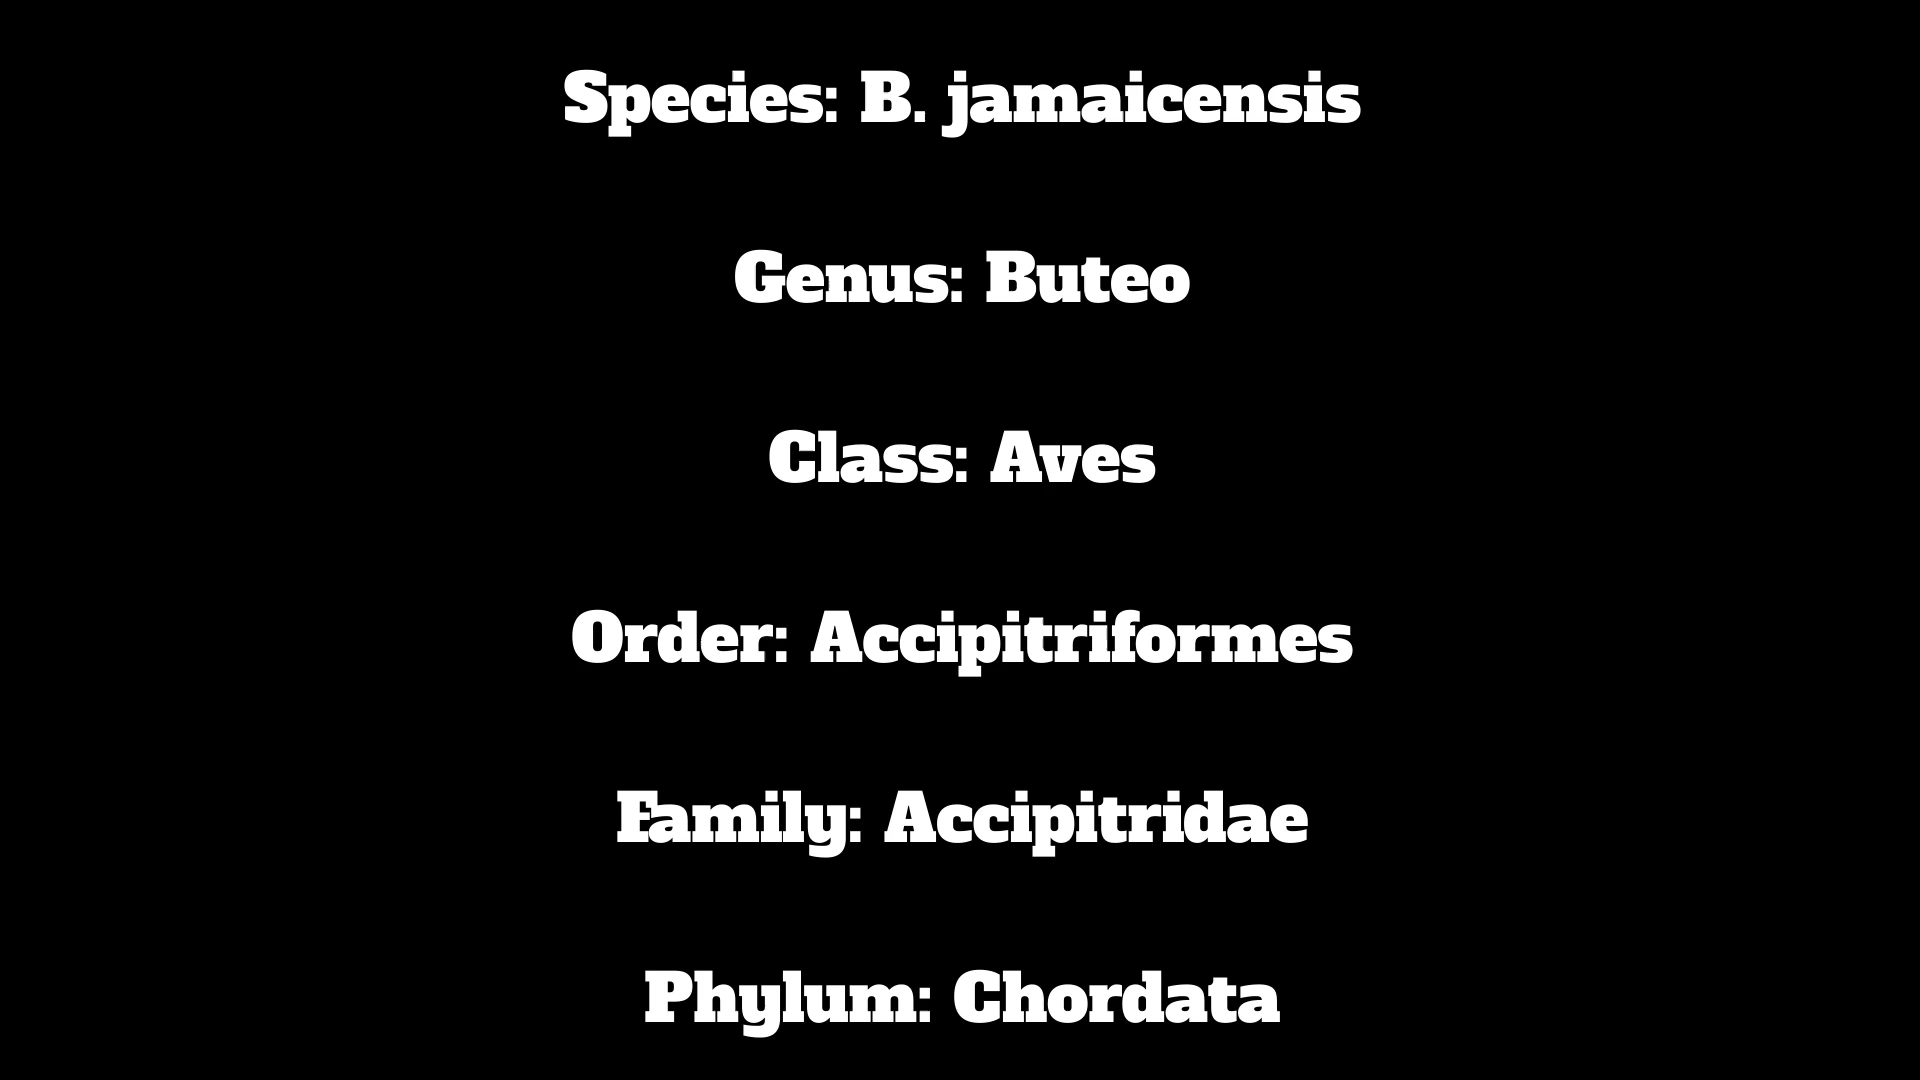 Species: B. jamaicensis
Genus: Buteo
Class: Aves
Order: Accipitriformes
Family: Accipitridae
Phylum: Chordata